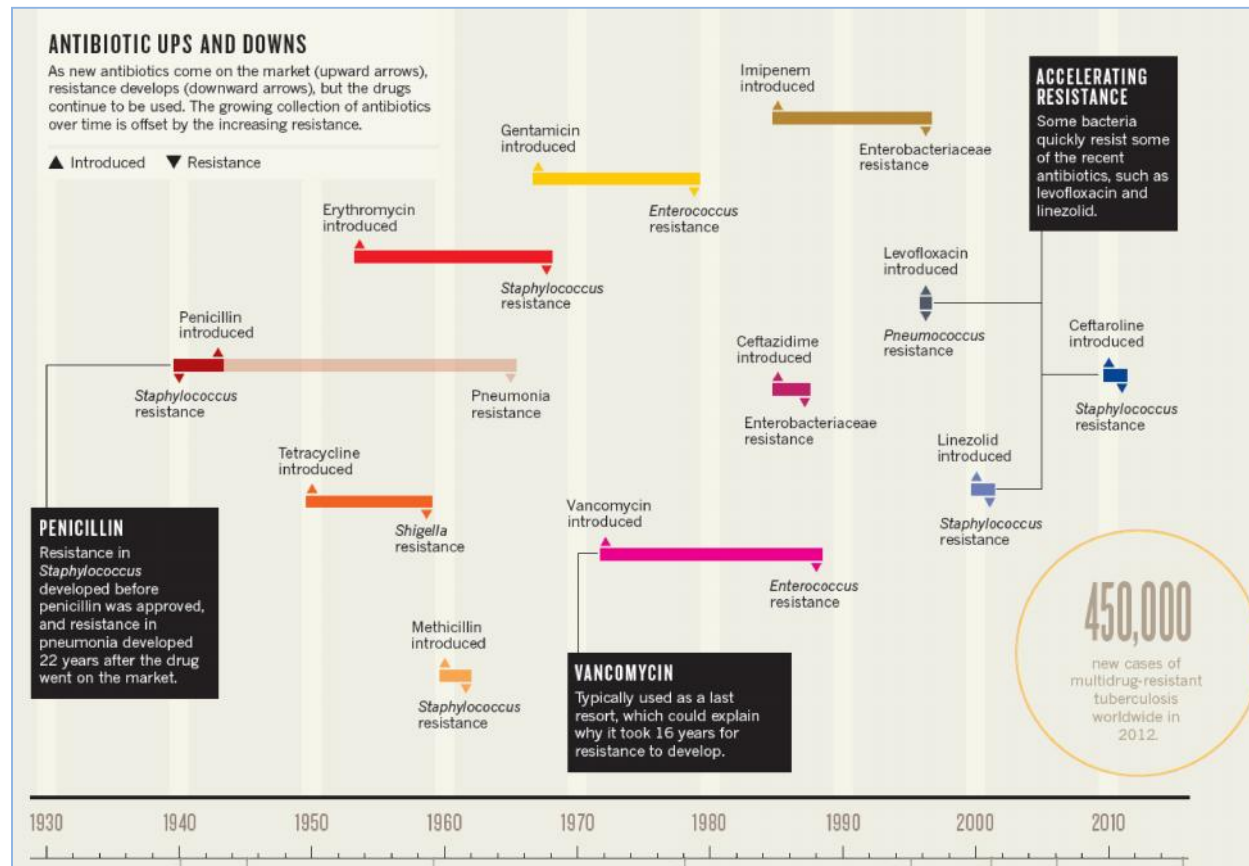 ANTIBIOTIC UPS AND DOWNS
As new antibiotics come on the market (upward arrows),
resistance develops (downward arrows), but the drugs
continue to be used. The growing collection of antibiotics
over time is offset by the increasing resistance.
▲ Introduced ▼ Resistance
Imipenem
introduced
Enterobacteriaceae
resistance
ACCELERATING
RESISTANCE
Some bacteria
quickly resist some
of the recent
antibiotics, such as
levofloxacin and
linezolid.
Gentamicin
introduced
Enterococcus
resistance
Erythromycin
introduced
Staphylococcus
resistance
Levofloxacin
introduced
Pneumococcus
resistance
Penicillin
introduced
Staphylococcus
resistance
Pneumonia
resistance
Ceftazidime
introduced
Enterobacteriaceae
resistance
Ceftaroline
introduced
Staphylococcus
resistance
Tetracycline
introduced
Shigella
resistance
Linezolid
introduced
Staphylococcus
resistance
Vancomycin
introduced
Enterococcus
resistance
PENICILLIN
Resistance in
Staphylococcus
developed before
penicillin was approved,
and resistance in
pneumonia developed
22 years after the drug
went on the market.
Methicillin
introduced
Staphylococcus
resistance
VANCOMYCIN
Typically used as a last
resort, which could explain
why it took 16 years for
resistance to develop.
450,000
new cases of
multidrug-resistant
tuberculosis
worldwide in
2012.
1930 1940 1950 1960 1970 1980 1990 2000 2010